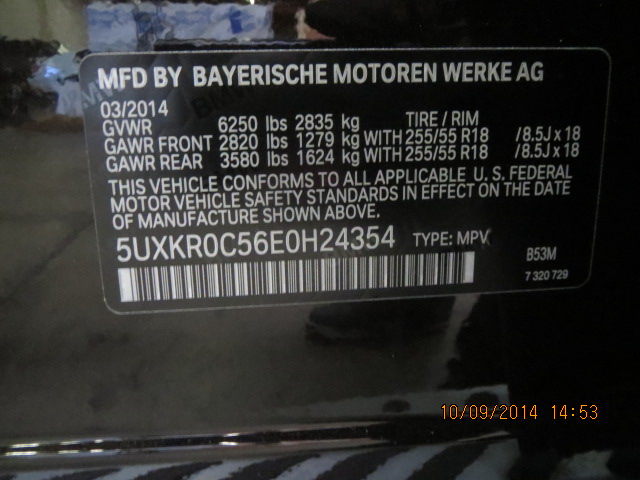 MFD BY BAYERISCHE MOTOREN WERKE AG
03/2014 TIRE / RIM
GVWR 6250 lbs 2835 kg
GAWR FRONT 2820 lbs 1279 kg WITH 255/55 R18 /8.5J x 18
GAWR REAR 3580 lbs 1624 kg WITH 255/55 R18 /8.5J x 18
THIS VEHICLE CONFORMS TO ALL APPLICABLE U. S. FEDERAL
MOTOR VEHICLE SAFETY STANDARDS IN EFFECT ON THE DATE
OF MANUFACTURE SHOWN ABOVE.
5UXKR0C56E0H24354 TYPE: MPV B53M
7 320 729
10/09/2014 14:53